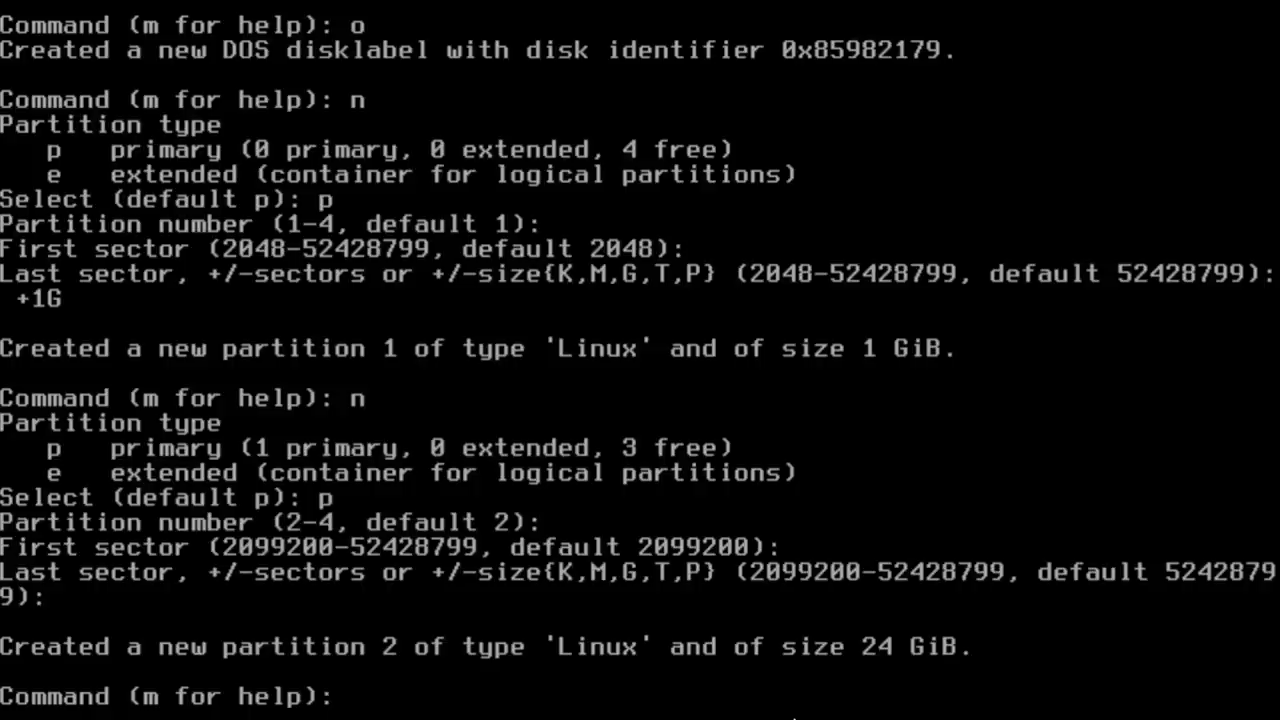 Command (m for help): o
Created a new DOS disklabel with disk identifier 0x85982179.
Command (m for help): n
Partition type
   p   primary (0 primary, 0 extended, 4 free)
   e   extended (container for logical partitions)
Select (default p): p
Partition number (1-4, default 1):
First sector (2048-52428799, default 2048):
Last sector, +/-sectors or +/-size{K,M,G,T,P} (2048-52428799, default 52428799):
 +1G
Created a new partition 1 of type 'Linux' and of size 1 GiB.
Command (m for help): n
Partition type
   p   primary (1 primary, 0 extended, 3 free)
   e   extended (container for logical partitions)
Select (default p): p
Partition number (2-4, default 2):
First sector (2099200-52428799, default 2099200):
Last sector, +/-sectors or +/-size{K,M,G,T,P} (2099200-52428799, default 5242879
9):
Created a new partition 2 of type 'Linux' and of size 24 GiB.
Command (m for help):